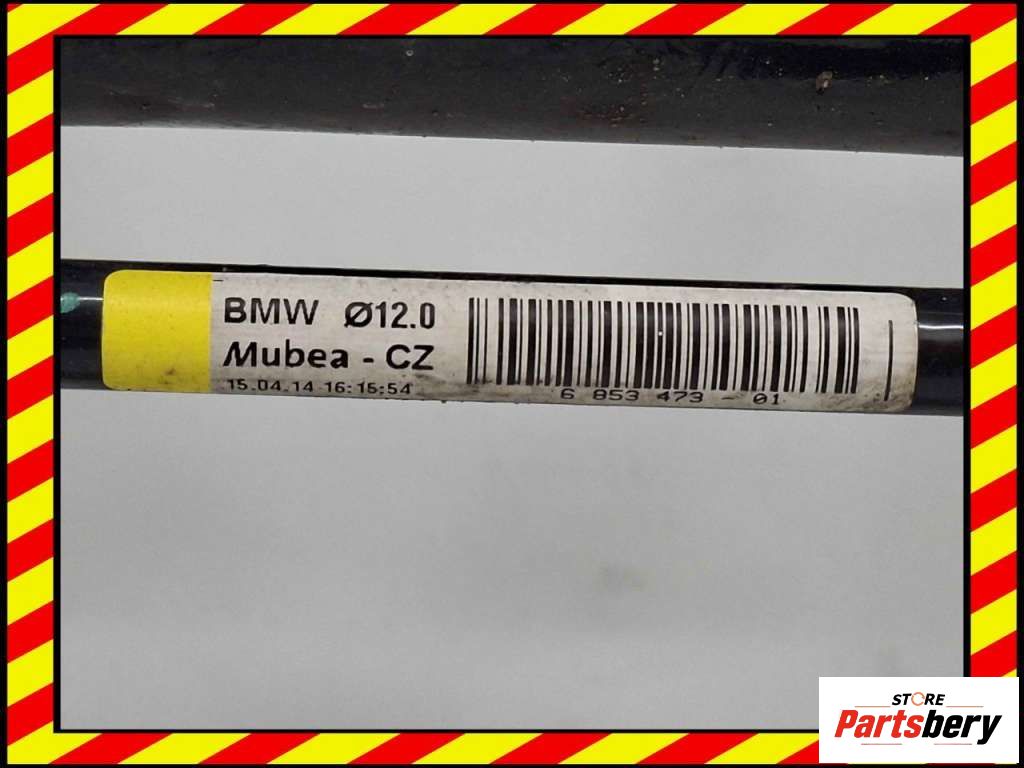 BMW Ø12.0
Mubea - CZ
15.04.14 16:15:54
6 853 473 - 01
STORE
Partsbery